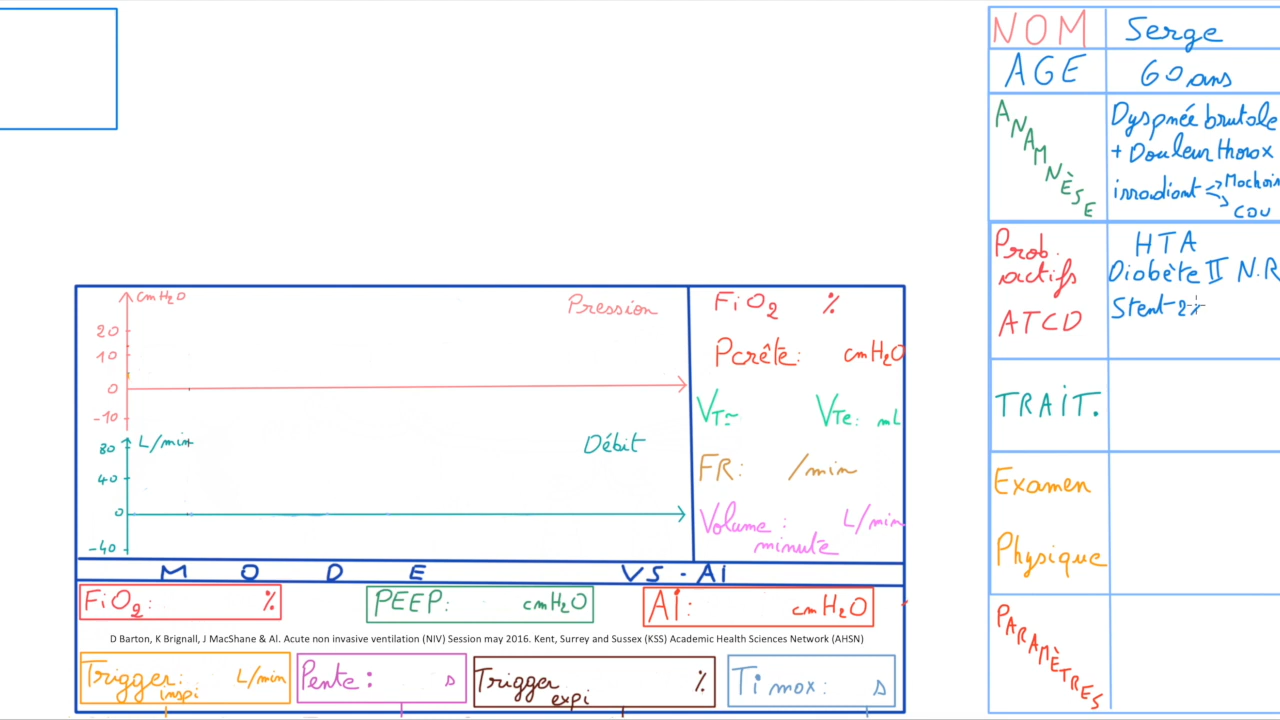 cmH2O
Pression
20
10
0
-10
L/min
Débit
80
40
0
-40
FiO2 %
Pcrête: cmH2O
VT≃ VTe: mL
FR: /min
Volume: L/min
minute
MODE VS-Ai
FiO2: %
PEEP: cmH2O
Ai: cmH2O
D Barton, K Brignall, J MacShane & Al. Acute non invasive ventilation (NIV) Session may 2016. Kent, Surrey and Sussex (KSS) Academic Health Sciences Network (AHSN)
Trigger: L/min
inspi
Pente: s
Trigger %
expi
Ti max: s
NOM Serge
AGE 60 ans
ANAMNÈSE
Dyspnée brutale
+ Douleur thorax
irradiant → Machoir
→ cou
Prob.
actifs
ATCD
HTA
Diabète II N.R
Stent-2x
TRAIT.
Examen
Physique
PARAMÈTRES